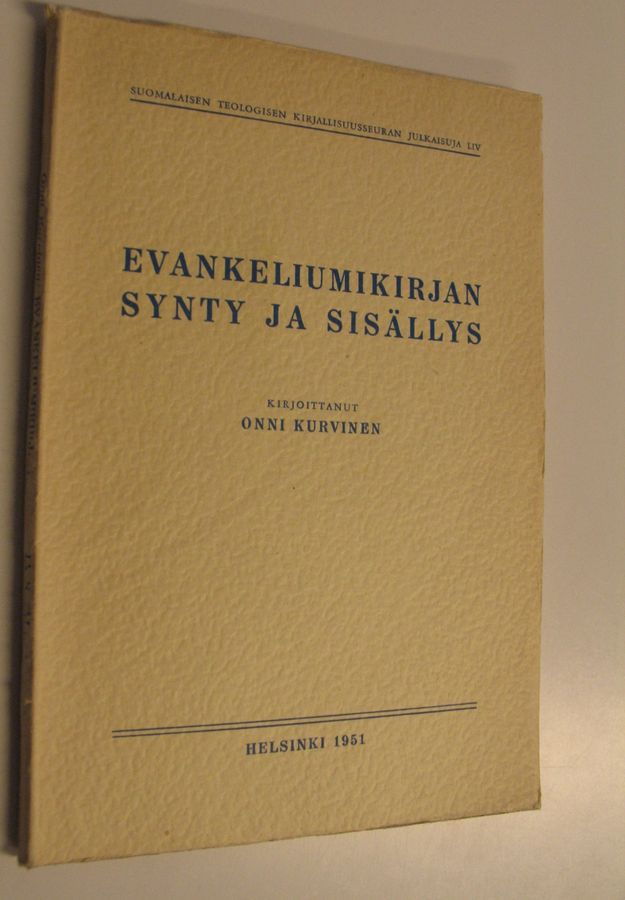 SUOMALAISEN TEOLOGISEN KIRJALLISUUSSEURAN JULKAISUJA LIV
EVANKELIUMIKIRJAN
SYNTY JA SISÄLLYS
KIRJOITTANUT
ONNI KURVINEN
HELSINKI 1951